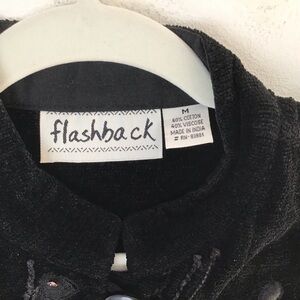 flashback
M
60% COTTON
40% VISCOSE
MADE IN INDIA